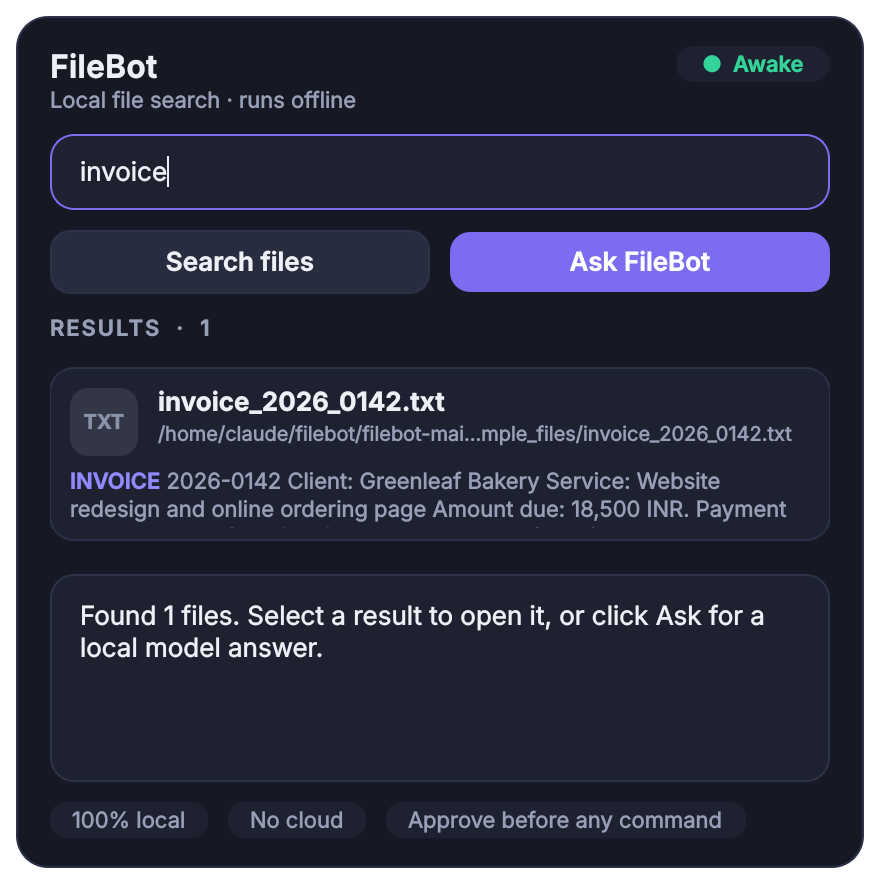 FileBot
Awake
Local file search · runs offline
invoice
Search files
Ask FileBot
RESULTS · 1
TXT
invoice_2026_0142.txt
/home/claude/filebot/filebot-mai...mple_files/invoice_2026_0142.txt
INVOICE 2026-0142 Client: Greenleaf Bakery Service: Website
redesign and online ordering page Amount due: 18,500 INR. Payment
Found 1 files. Select a result to open it, or click Ask for a
local model answer.
100% local
No cloud
Approve before any command